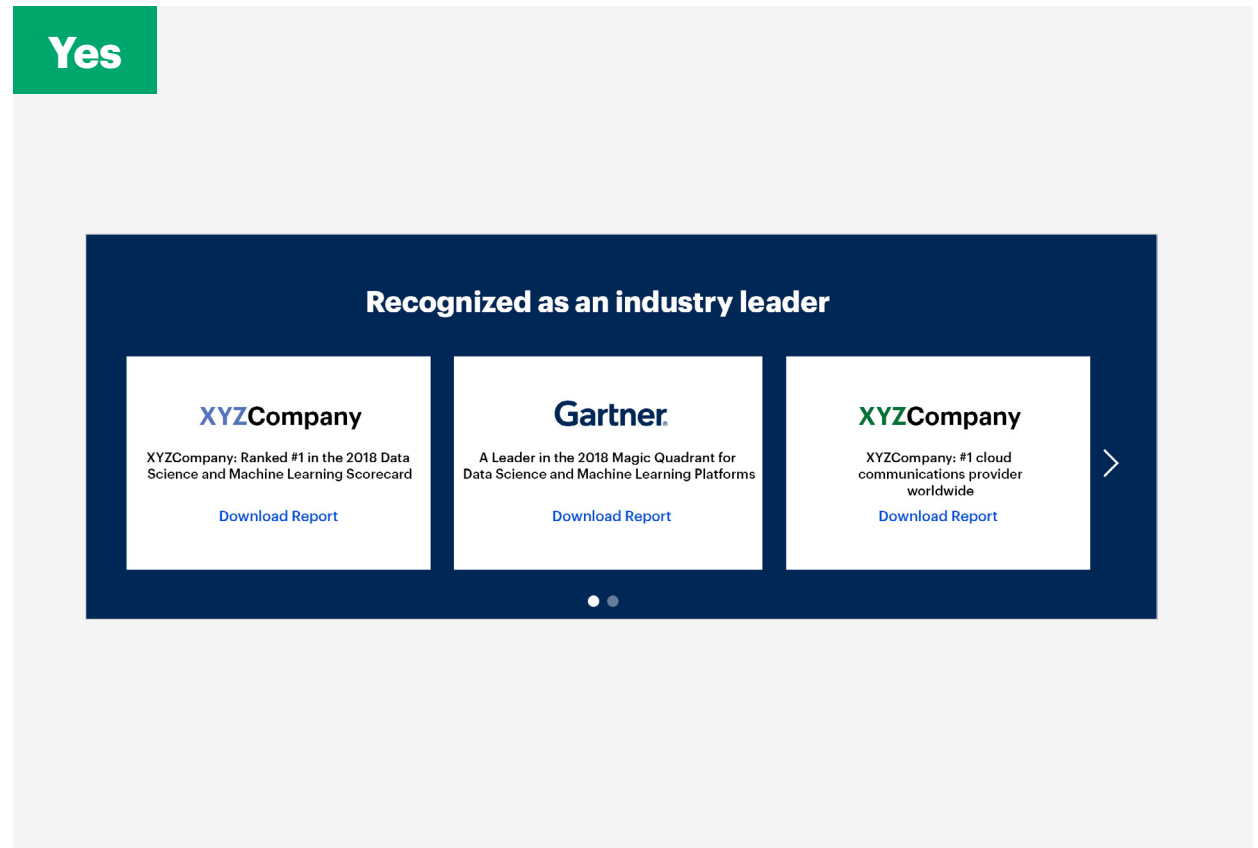 Yes
Recognized as an industry leader
XYZCompany
XYZCompany: Ranked #1 in the 2018 Data
Science and Machine Learning Scorecard
Download Report
Gartner®
A Leader in the 2018 Magic Quadrant for
Data Science and Machine Learning Platforms
Download Report
XYZCompany
XYZCompany: #1 cloud
communications provider
worldwide
Download Report